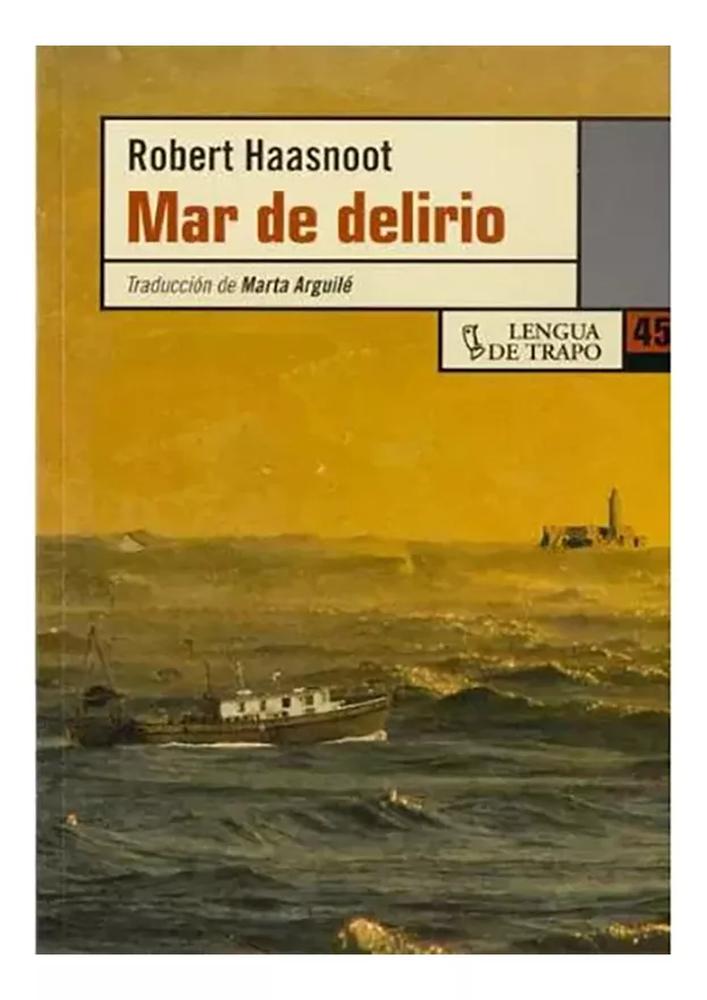 Robert Haasnoot
Mar de delirio
Traducción de Marta Arguilé
LENGUA
DE TRAPO
45